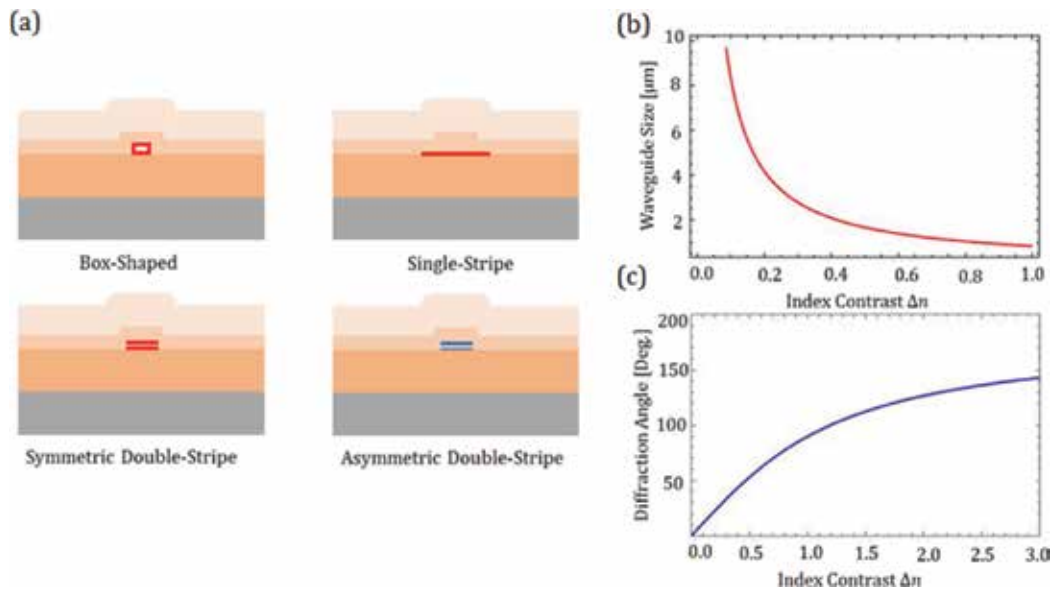 (a)
Box-Shaped
Single-Stripe
Symmetric Double-Stripe
Asymmetric Double-Stripe
(b)
Waveguide Size [μm]
10
8
6
4
2
0.0 0.2 0.4 0.6 0.8 1.0
Index Contrast Δn
(c)
Diffraction Angle [Deg.]
200
150
100
50
0.0 0.5 1.0 1.5 2.0 2.5 3.0
Index Contrast Δn